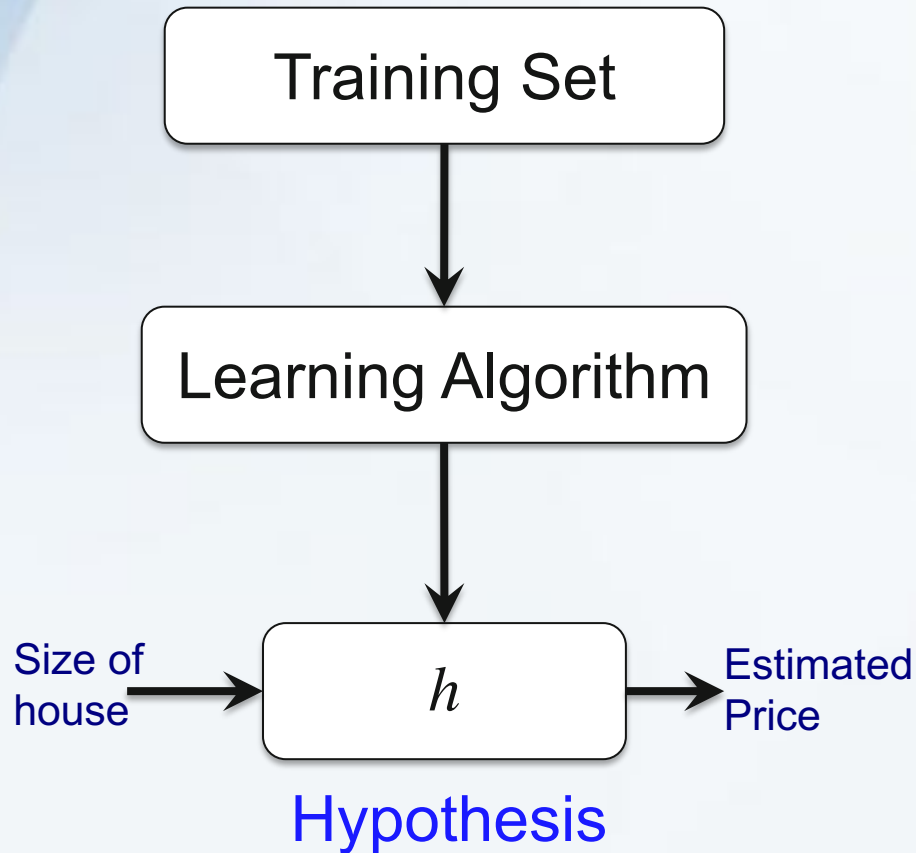 Training Set
Learning Algorithm
Size of
house
h
Estimated
Price
Hypothesis